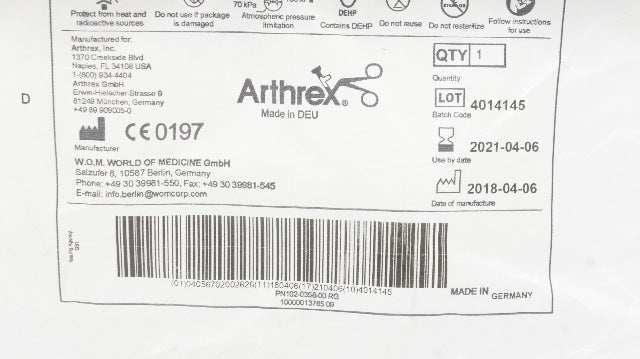 70 kPa
Protect from heat and radioactive sources
Do not use if package is damaged
Atmospheric pressure limitation
DEHP
Contains DEHP
Do not reuse
Do not resterilize
Follow instructions for use
Manufactured for:
Arthrex, Inc.
1370 Creekside Blvd
Naples, FL 34108 USA
1-(800) 934-4404
Arthrex GmbH
Erwin-Hielscher-Strasse 9
81249 München, Germany
+49 89 909005-0
D
Arthrex®
Made in DEU
QTY 1
Quantity
LOT 4014145
Batch Code
2021-04-06
Use by date
2018-04-06
Date of manufacture
CE 0197
Manufacturer
W.O.M. WORLD OF MEDICINE GmbH
Salzufer 8, 10587 Berlin, Germany
Phone: +49 30 39981-550, Fax: +49 30 39981-545
E-mail: info.berlin@womcorp.com
Issuing Agency:
GS1
(01)04056702002626(11)180406(17)210406(10)4014145
PN102-0358-00 RG
10000013765 09
MADE IN GERMANY